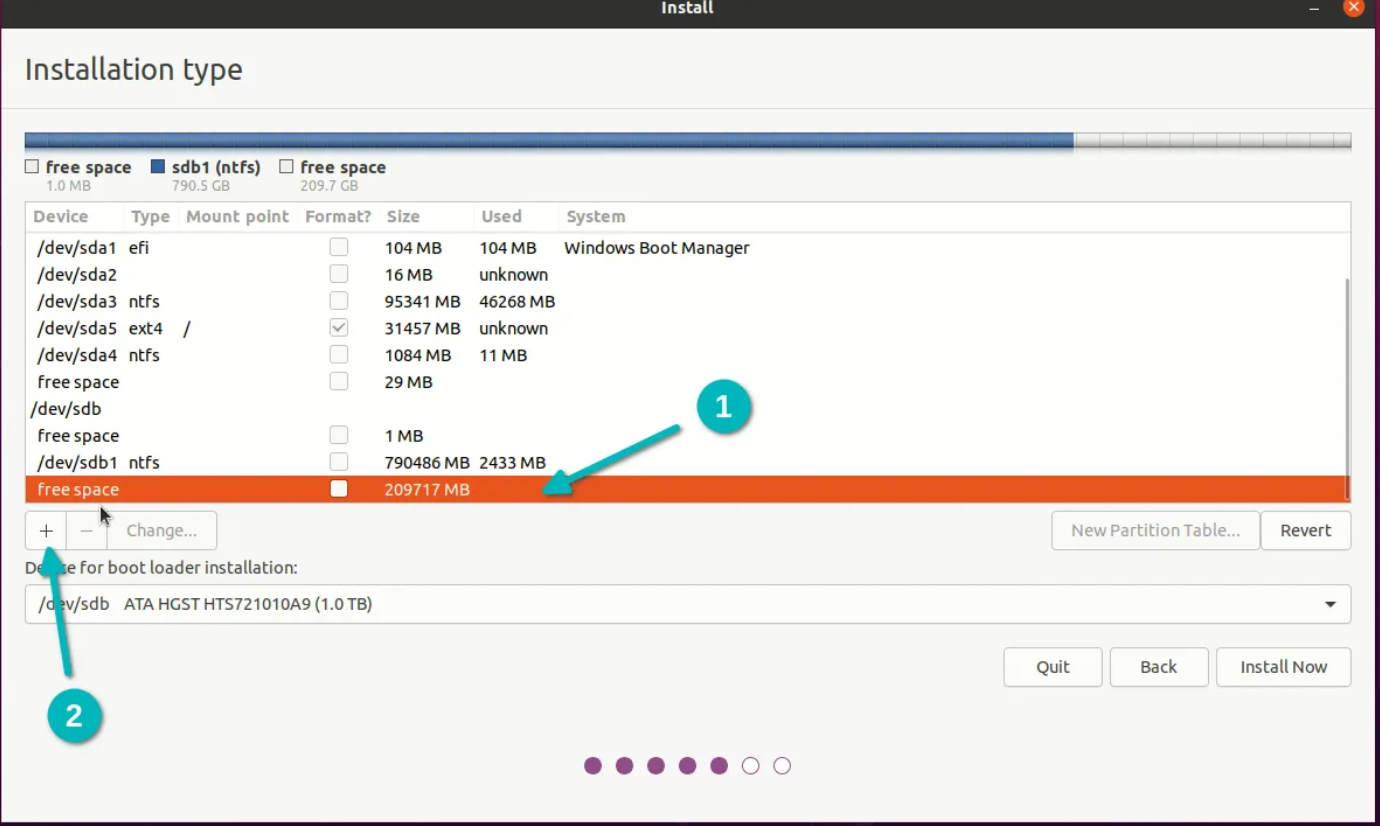 Install
Installation type
free space sdb1 (ntfs) free space
1.0 MB 790.5 GB 209.7 GB
Device Type Mount point Format? Size Used System
/dev/sda1 efi 104 MB 104 MB Windows Boot Manager
/dev/sda2 16 MB unknown
/dev/sda3 ntfs 95341 MB 46268 MB
/dev/sda5 ext4 / 31457 MB unknown
/dev/sda4 ntfs 1084 MB 11 MB
free space 29 MB
/dev/sdb
free space 1 MB
/dev/sdb1 ntfs 790486 MB 2433 MB
free space 209717 MB
1
+ − Change... New Partition Table... Revert
Device for boot loader installation:
/dev/sdb ATA HGST HTS721010A9 (1.0 TB)
Quit Back Install Now
2